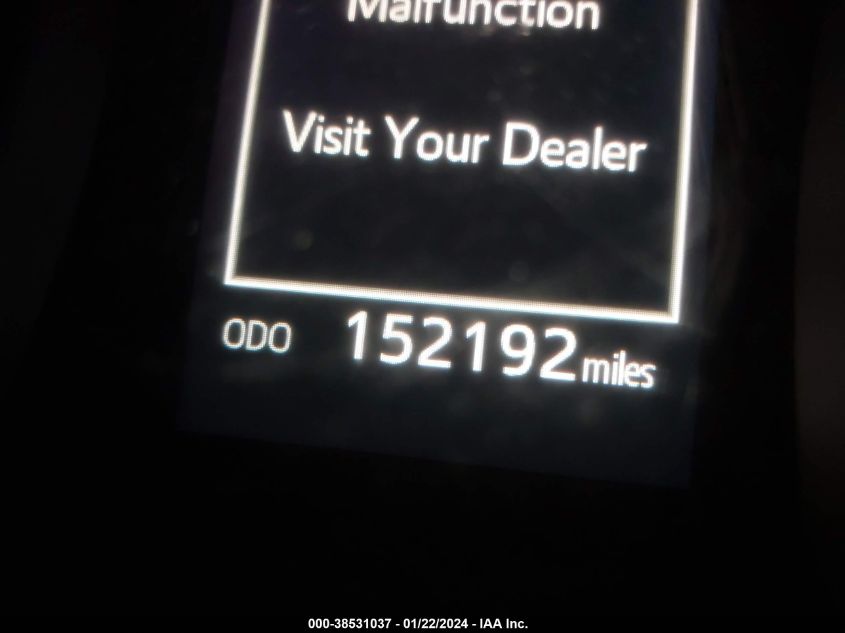 Malfunction
Visit Your Dealer
ODO 152192 miles
000-38531037 - 01/22/2024 - IAA Inc.